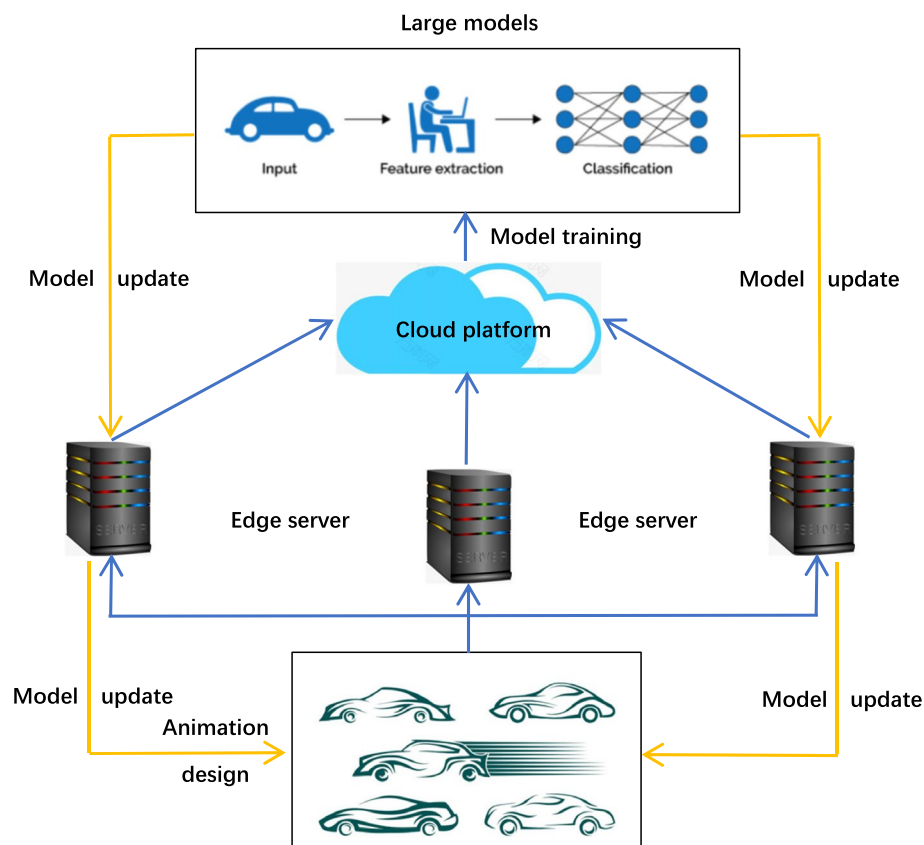 Large models
Input
Feature extraction
Classification
Model training
Model update
Model update
Cloud platform
Edge server
Edge server
Model update
Model update
Animation
design